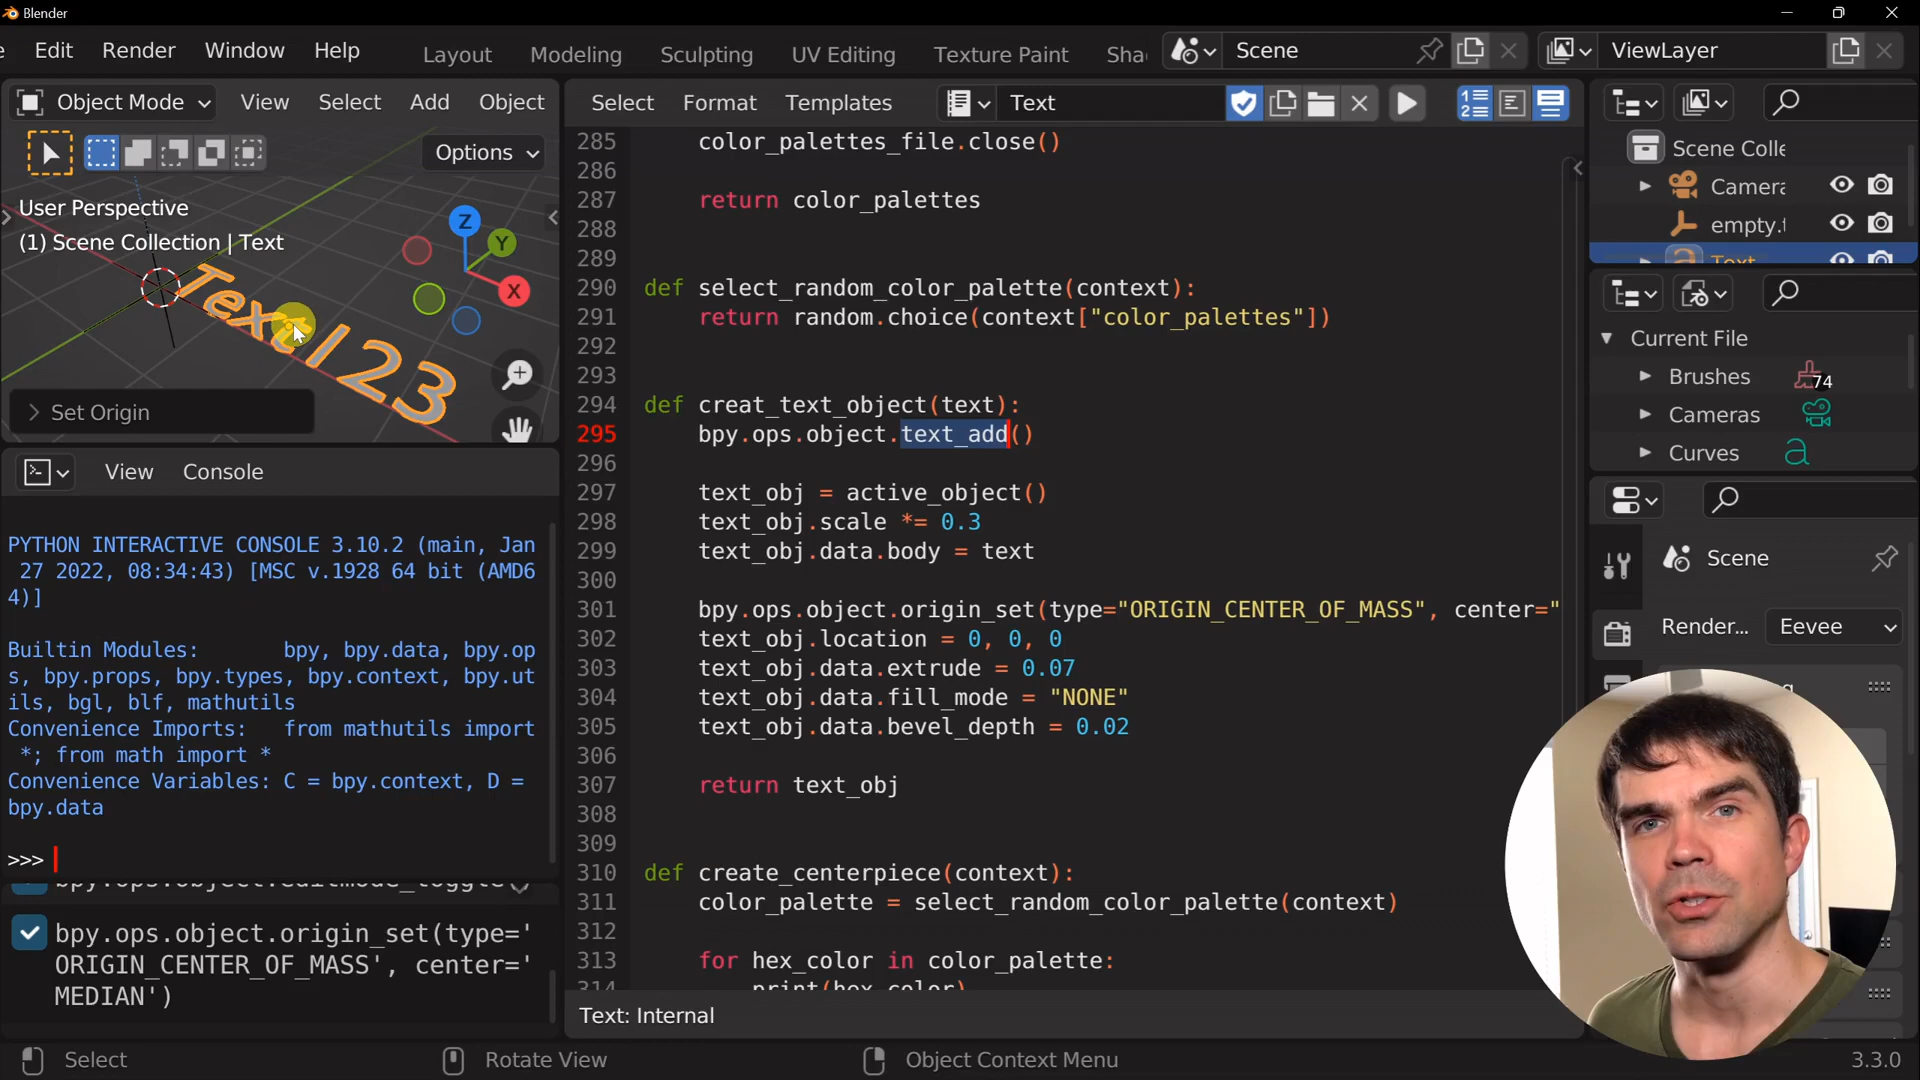 Blender
Edit Render Window Help Layout Modeling Sculpting UV Editing Texture Paint Sha Scene ViewLayer
Object Mode View Select Add Object
Options
User Perspective
(1) Scene Collection | Text
Text123
Z
Y
X
Set Origin
View Console
PYTHON INTERACTIVE CONSOLE 3.10.2 (main, Jan
27 2022, 08:34:43) [MSC v.1928 64 bit (AMD6
4)]
Builtin Modules: bpy, bpy.data, bpy.op
s, bpy.props, bpy.types, bpy.context, bpy.ut
ils, bgl, blf, mathutils
Convenience Imports: from mathutils import
*; from math import *
Convenience Variables: C = bpy.context, D =
bpy.data
>>>
bpy.ops.object.editmode_toggle()
bpy.ops.object.origin_set(type='
ORIGIN_CENTER_OF_MASS', center='
MEDIAN')
Select Format Templates Text
285 color_palettes_file.close()
286
287 return color_palettes
288
289
290 def select_random_color_palette(context):
291 return random.choice(context["color_palettes"])
292
293
294 def creat_text_object(text):
295 bpy.ops.object.text_add()
296
297 text_obj = active_object()
298 text_obj.scale *= 0.3
299 text_obj.data.body = text
300
301 bpy.ops.object.origin_set(type="ORIGIN_CENTER_OF_MASS", center="
302 text_obj.location = 0, 0, 0
303 text_obj.data.extrude = 0.07
304 text_obj.data.fill_mode = "NONE"
305 text_obj.data.bevel_depth = 0.02
306
307 return text_obj
308
309
310 def create_centerpiece(context):
311 color_palette = select_random_color_palette(context)
312
313 for hex_color in color_palette:
314 print(hex_color)
Text: Internal
Scene Colle
Camera
empty.t
Text
Current File
Brushes 74
Cameras
Curves
Scene
Render... Eevee
Select Rotate View Object Context Menu 3.3.0